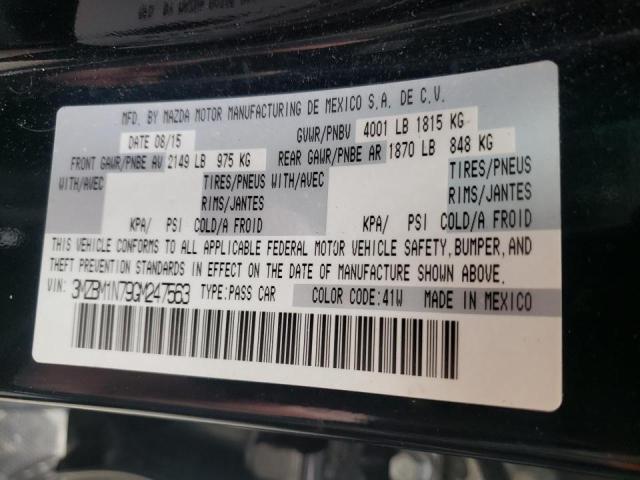 MFD. BY MAZDA MOTOR MANUFACTURING DE MEXICO S.A. DE C.V.
DATE 08/15 GVWR/PNBV 4001 LB 1815 KG
FRONT GAWR/PNBE AV 2149 LB 975 KG REAR GAWR/PNBE AR 1870 LB 848 KG
WITH/AVEC TIRES/PNEUS WITH/AVEC TIRES/PNEUS
RIMS/JANTES RIMS/JANTES
KPA/ PSI COLD/A FROID KPA/ PSI COLD/A FROID
THIS VEHICLE CONFORMS TO ALL APPLICABLE FEDERAL MOTOR VEHICLE SAFETY, BUMPER, AND
THEFT PREVENTION STANDARDS IN EFFECT ON THE DATE OF MANUFACTURE SHOWN ABOVE.
VIN: 3MZBM1N79GM247563 TYPE: PASS CAR COLOR CODE: 41W MADE IN MEXICO